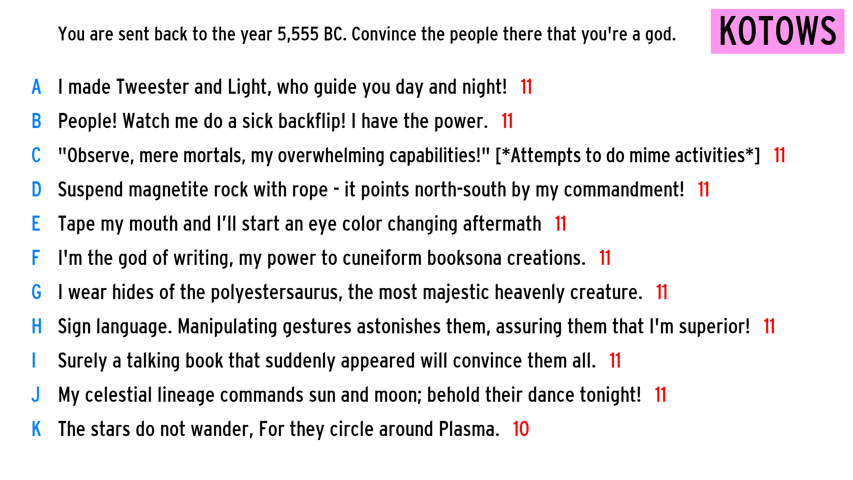 You are sent back to the year 5,555 BC. Convince the people there that you're a god.
KOTOWS
A I made Tweester and Light, who guide you day and night! 11
B People! Watch me do a sick backflip! I have the power. 11
C "Observe, mere mortals, my overwhelming capabilities!" [*Attempts to do mime activities*] 11
D Suspend magnetite rock with rope - it points north-south by my commandment! 11
E Tape my mouth and I’ll start an eye color changing aftermath 11
F I'm the god of writing, my power to cuneiform booksona creations. 11
G I wear hides of the polyestersaurus, the most majestic heavenly creature. 11
H Sign language. Manipulating gestures astonishes them, assuring them that I'm superior! 11
I Surely a talking book that suddenly appeared will convince them all. 11
J My celestial lineage commands sun and moon; behold their dance tonight! 11
K The stars do not wander, For they circle around Plasma. 10